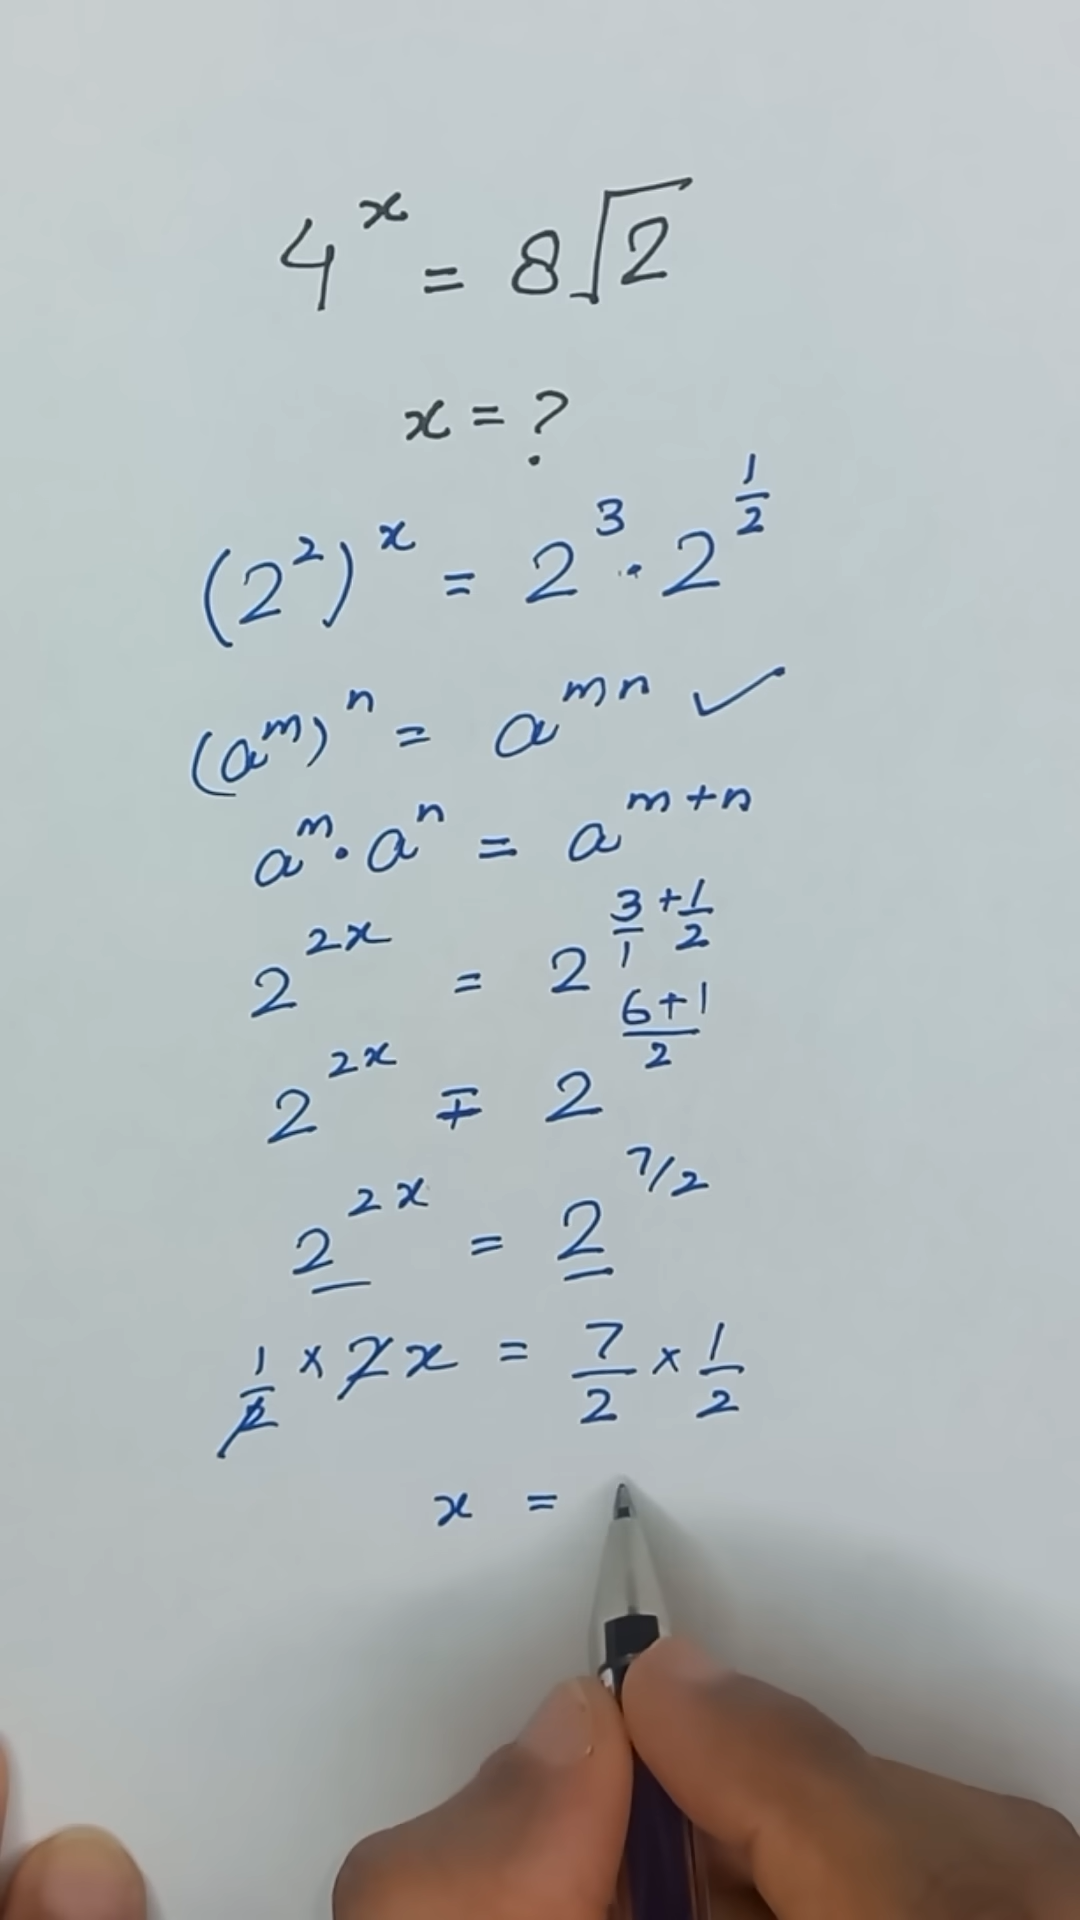 4^x = 8√2
x = ?
(2^2)^x = 2^3 · 2^(1/2)
(a^m)^n = a^(mn) ✓
a^m · a^n = a^(m+n)
2^(2x) = 2^(3/1 + 1/2)
2^(2x) = 2^((6+1)/2)
2^(2x) = 2^(7/2)
1/2 × 2x = 7/2 × 1/2
x =